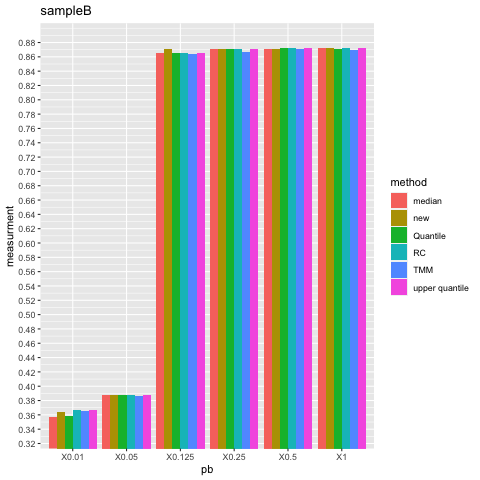 sampleB
measurment
0.88
0.86
0.84
0.82
0.80
0.78
0.76
0.74
0.72
0.70
0.68
0.66
0.64
0.62
0.60
0.58
0.56
0.54
0.52
0.50
0.48
0.46
0.44
0.42
0.40
0.38
0.36
0.34
0.32
X0.01 X0.05 X0.125 X0.25 X0.5 X1
pb
method
median
new
Quantile
RC
TMM
upper quantile